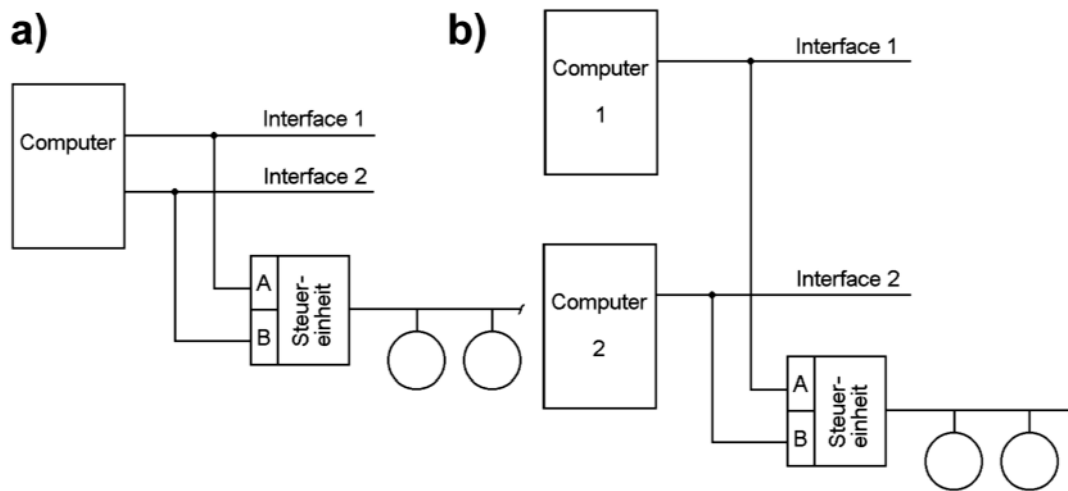 a)
Computer
Interface 1
Interface 2
A
B
Steuer-
einheit
b)
Computer
1
Interface 1
Computer
2
Interface 2
A
B
Steuer-
einheit